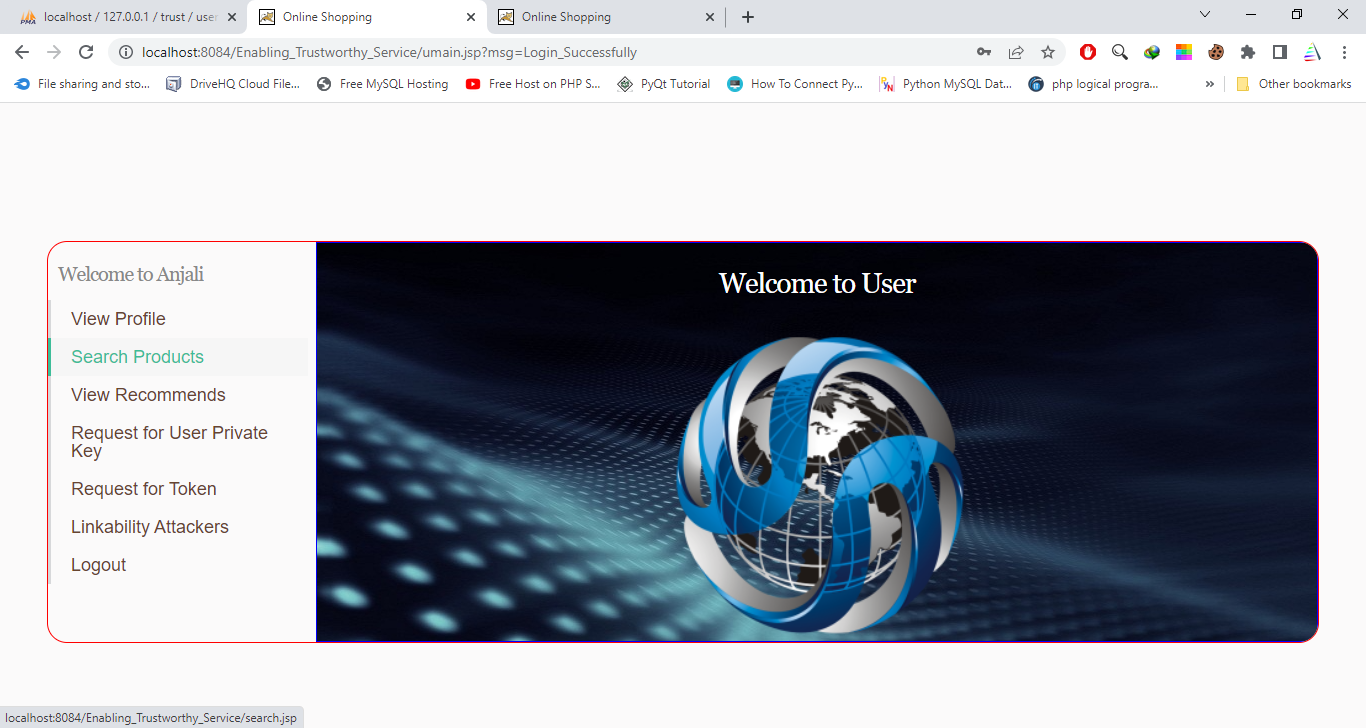 localhost / 127.0.0.1 / trust / user
Online Shopping
Online Shopping
localhost:8084/Enabling_Trustworthy_Service/umain.jsp?msg=Login_Successfully
File sharing and sto...
DriveHQ Cloud File...
Free MySQL Hosting
Free Host on PHP S...
PyQt Tutorial
How To Connect Py...
Python MySQL Dat...
php logical progra...
»
Other bookmarks
Welcome to Anjali
Welcome to User
View Profile
Search Products
View Recommends
Request for User Private
Key
Request for Token
Linkability Attackers
Logout
localhost:8084/Enabling_Trustworthy_Service/search.jsp